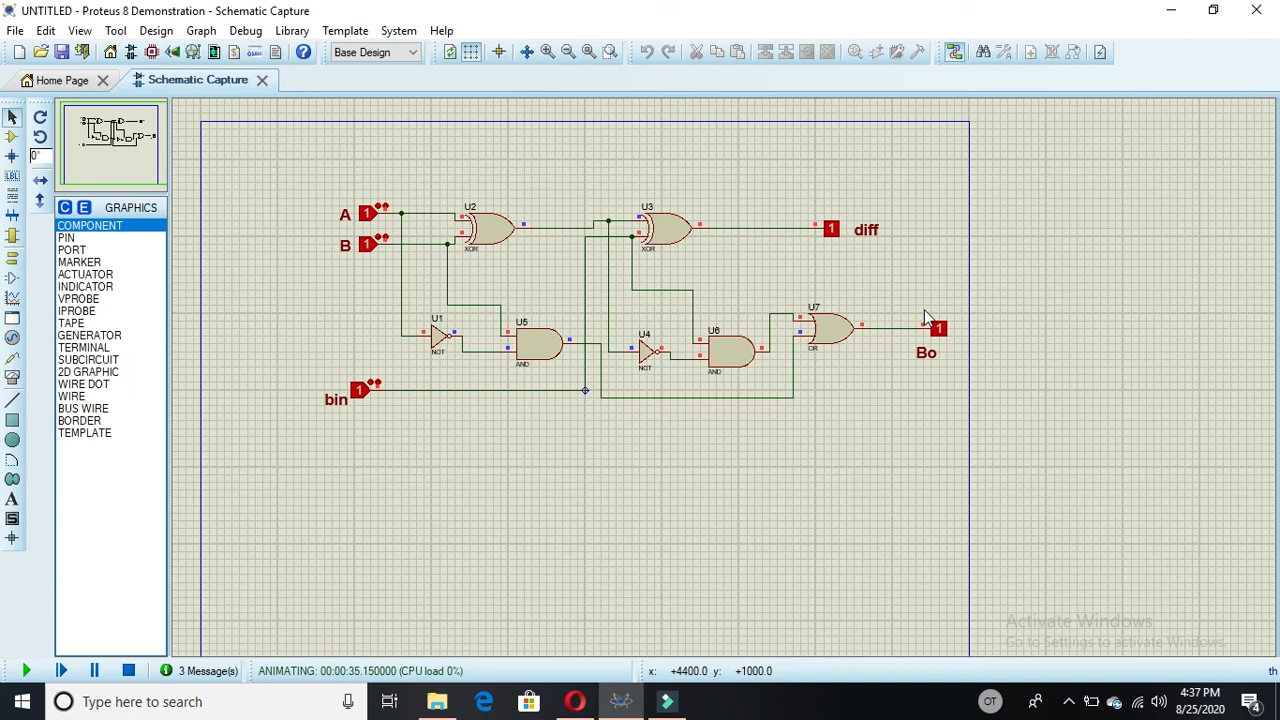 UNTITLED - Proteus 8 Demonstration - Schematic Capture
File Edit View Tool Design Graph Debug Library Template System Help
Base Design
Home Page Schematic Capture
0°
LBL
C E GRAPHICS
COMPONENT
PIN
PORT
MARKER
ACTUATOR
INDICATOR
VPROBE
IPROBE
TAPE
GENERATOR
TERMINAL
SUBCIRCUIT
2D GRAPHIC
WIRE DOT
WIRE
BUS WIRE
BORDER
TEMPLATE
A
S
U2
U3
A 1
1 diff
B 1
XOR
XOR
U7
U1
U5
U4
U6
1
NOT
AND
NOT
AND
OR
Bo
bin 1
Activate Windows
Go to Settings to activate Windows.
3 Message(s) ANIMATING: 00:00:35.150000 (CPU load 0%) x: +4400.0 y: +1000.0 th
Type here to search
OT
4:37 PM
8/25/2020
4